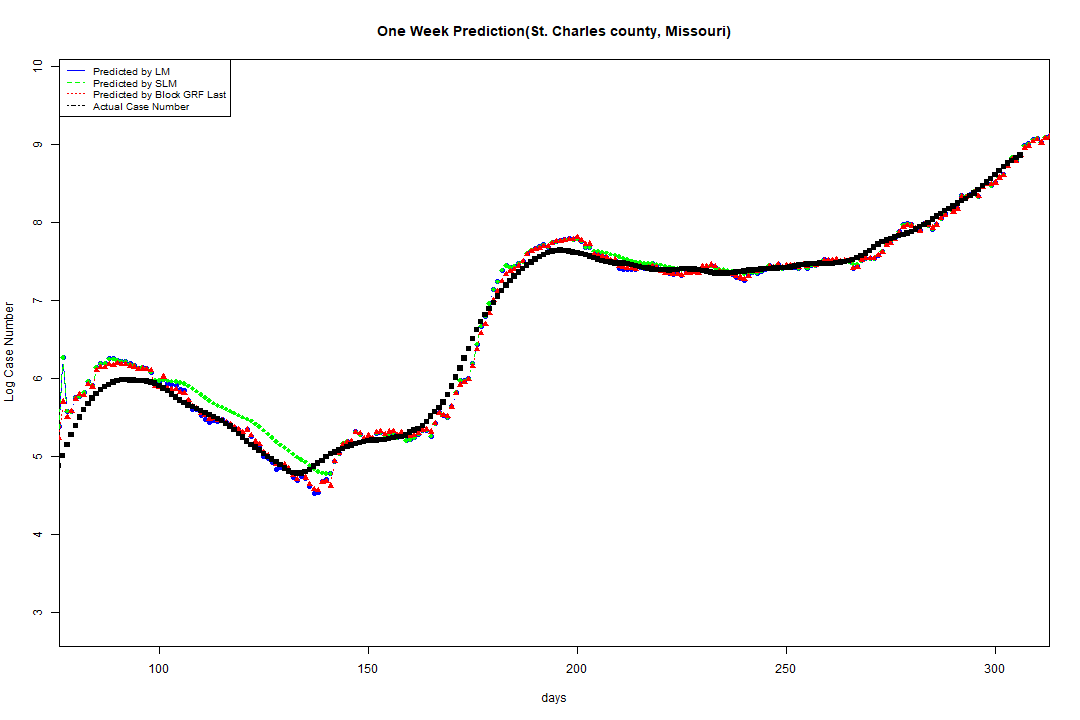 One Week Prediction(St. Charles county, Missouri)
Predicted by LM
Predicted by SLM
Predicted by Block GRF Last
Actual Case Number
10
9
8
7
6
5
4
3
Log Case Number
100 150 200 250 300
days